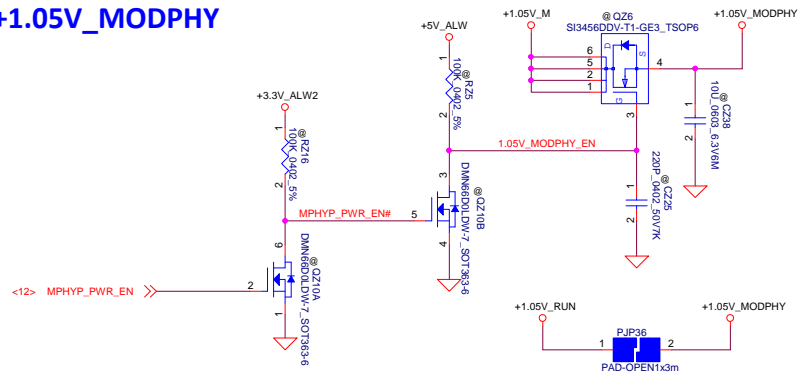 +1.05V_MODPHY
+5V_ALW
+1.05V_M
@ QZ6
SI3456DDV-T1-GE3_TSOP6
+1.05V_MODPHY
D
S
G
6
5
2
1
4
3
1
2
@ RZ5
100K_0402_5%
1
2
@ CZ38
10U_0603_6.3V6M
+3.3V_ALW2
1
2
@ RZ16
100K_0402_5%
1.05V_MODPHY_EN
1
2
@ CZ25
220P_0402_50V7K
3
5
4
@ QZ10B
DMN66D0LDW-7_SOT363-6
MPHYP_PWR_EN#
6
2
1
@ QZ10A
DMN66D0LDW-7_SOT363-6
<12> MPHYP_PWR_EN
+1.05V_RUN
+1.05V_MODPHY
PJP36
1
2
PAD-OPEN1x3m